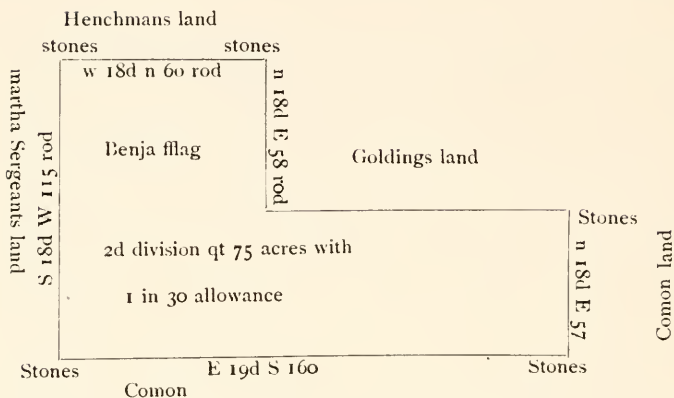 Henchmans land
stones stones
w 18d n 60 rod
martha Sergeants land
S 18d W 115 rod
n 18d E 58 rod
Benja fflag
Goldings land
Stones
2d division qt 75 acres with
1 in 30 allowance
n 18d E 57
Comon land
Stones E 19d S 160 Stones
Comon